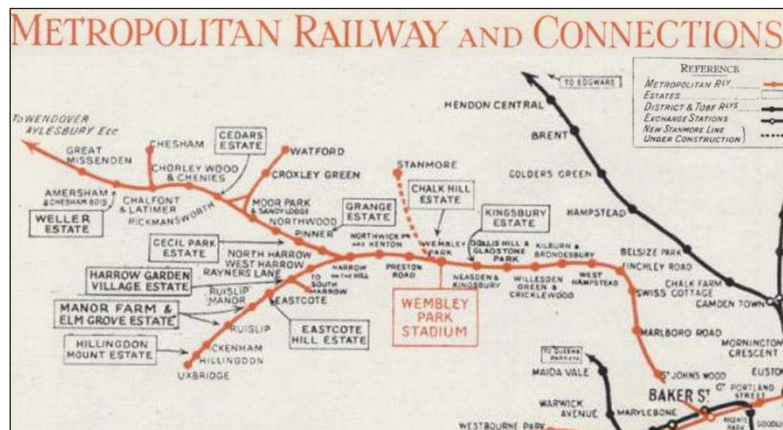 METROPOLITAN RAILWAY AND CONNECTIONS
REFERENCE
METROPOLITAN RLY
ESTATES
DISTRICT & TUBE RLYS
EXCHANGE STATIONS
NEW STANMORE LINE
UNDER CONSTRUCTION
TO EDGWARE
HENDON CENTRAL
BRENT
GOLDERS GREEN
HAMPSTEAD
BELSIZE PARK
CHALK FARM
CAMDEN TOWN
MORNINGTON
CRESCENT
TO WENDOVER
AYLESBURY Etc
GREAT
MISSENDEN
CHESHAM
CEDARS
ESTATE
WATFORD
CROXLEY GREEN
CHORLEY WOOD
& CHENIES
AMERSHAM
& CHESHAM BOIS
WELLER
ESTATE
CHALFONT
& LATIMER
RICKMANSWORTH
MOOR PARK
& SANDY LODGE
NORTHWOOD
GRANGE
ESTATE
PINNER
CECIL PARK
ESTATE
NORTH HARROW
WEST HARROW
RAYNERS LANE
HARROW GARDEN
VILLAGE ESTATE
RUISLIP
MANOR
EASTCOTE
TO
SOUTH
HARROW
MANOR FARM &
ELM GROVE ESTATE
RUISLIP
EASTCOTE
HILL ESTATE
HILLINGDON
MOUNT ESTATE
ICKENHAM
HILLINGDON
UXBRIDGE
STANMORE
CHALK HILL
ESTATE
KINGSBURY
ESTATE
HARROW
ON THE HILL
NORTHWICK PK
AND KENTON
PRESTON
ROAD
WEMBLEY
PARK
WEMBLEY
PARK
STADIUM
NEASDEN &
KINGSBURY
DOLLIS HILL &
GLADSTONE
PARK
WILLESDEN
GREEN &
CRICKLEWOOD
KILBURN &
BRONDESBURY
WEST
HAMPSTEAD
FINCHLEY ROAD
SWISS COTTAGE
MARLBORO ROAD
ST JOHNS WOOD
BAKER ST.
GT PORTLAND
STREET
EUSTON
TO QUEENS
MAIDA VALE
WARWICK
AVENUE
MARYLEBONE
REGENTS
PARK
WESTBOURNE PARK